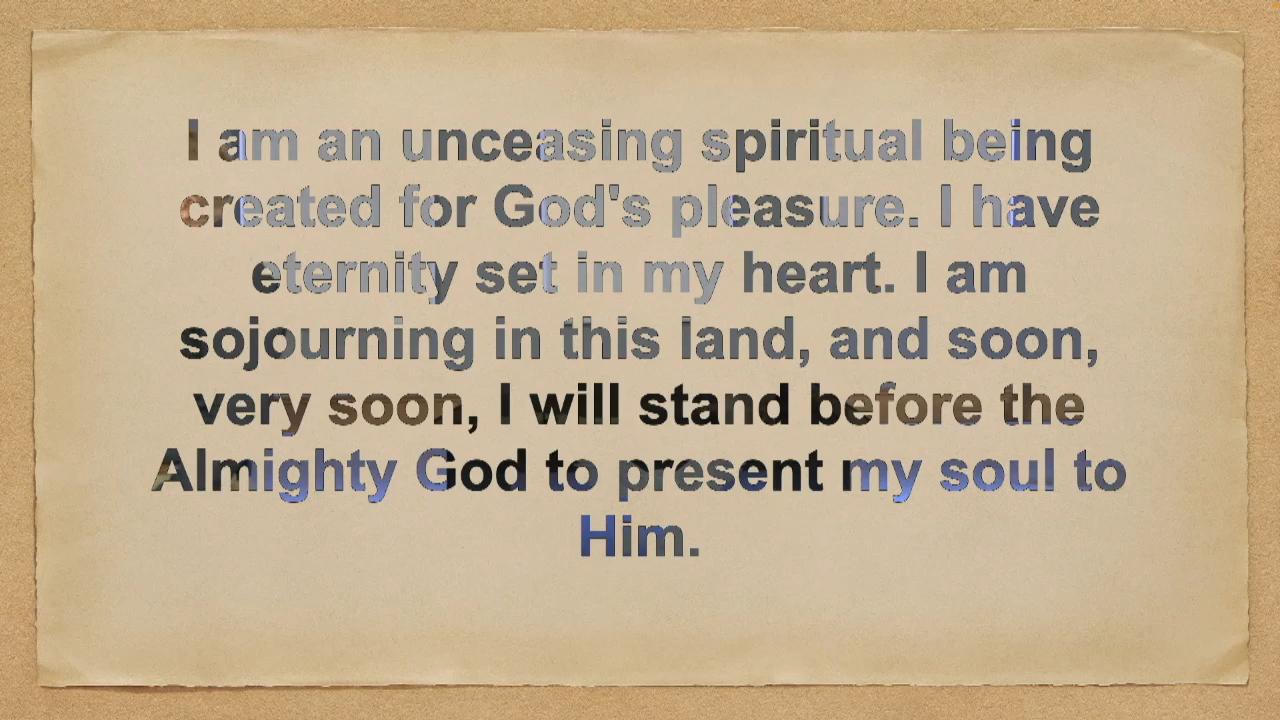 I am an unceasing spiritual being
created for God's pleasure. I have
eternity set in my heart. I am
sojourning in this land, and soon,
very soon, I will stand before the
Almighty God to present my soul to
Him.